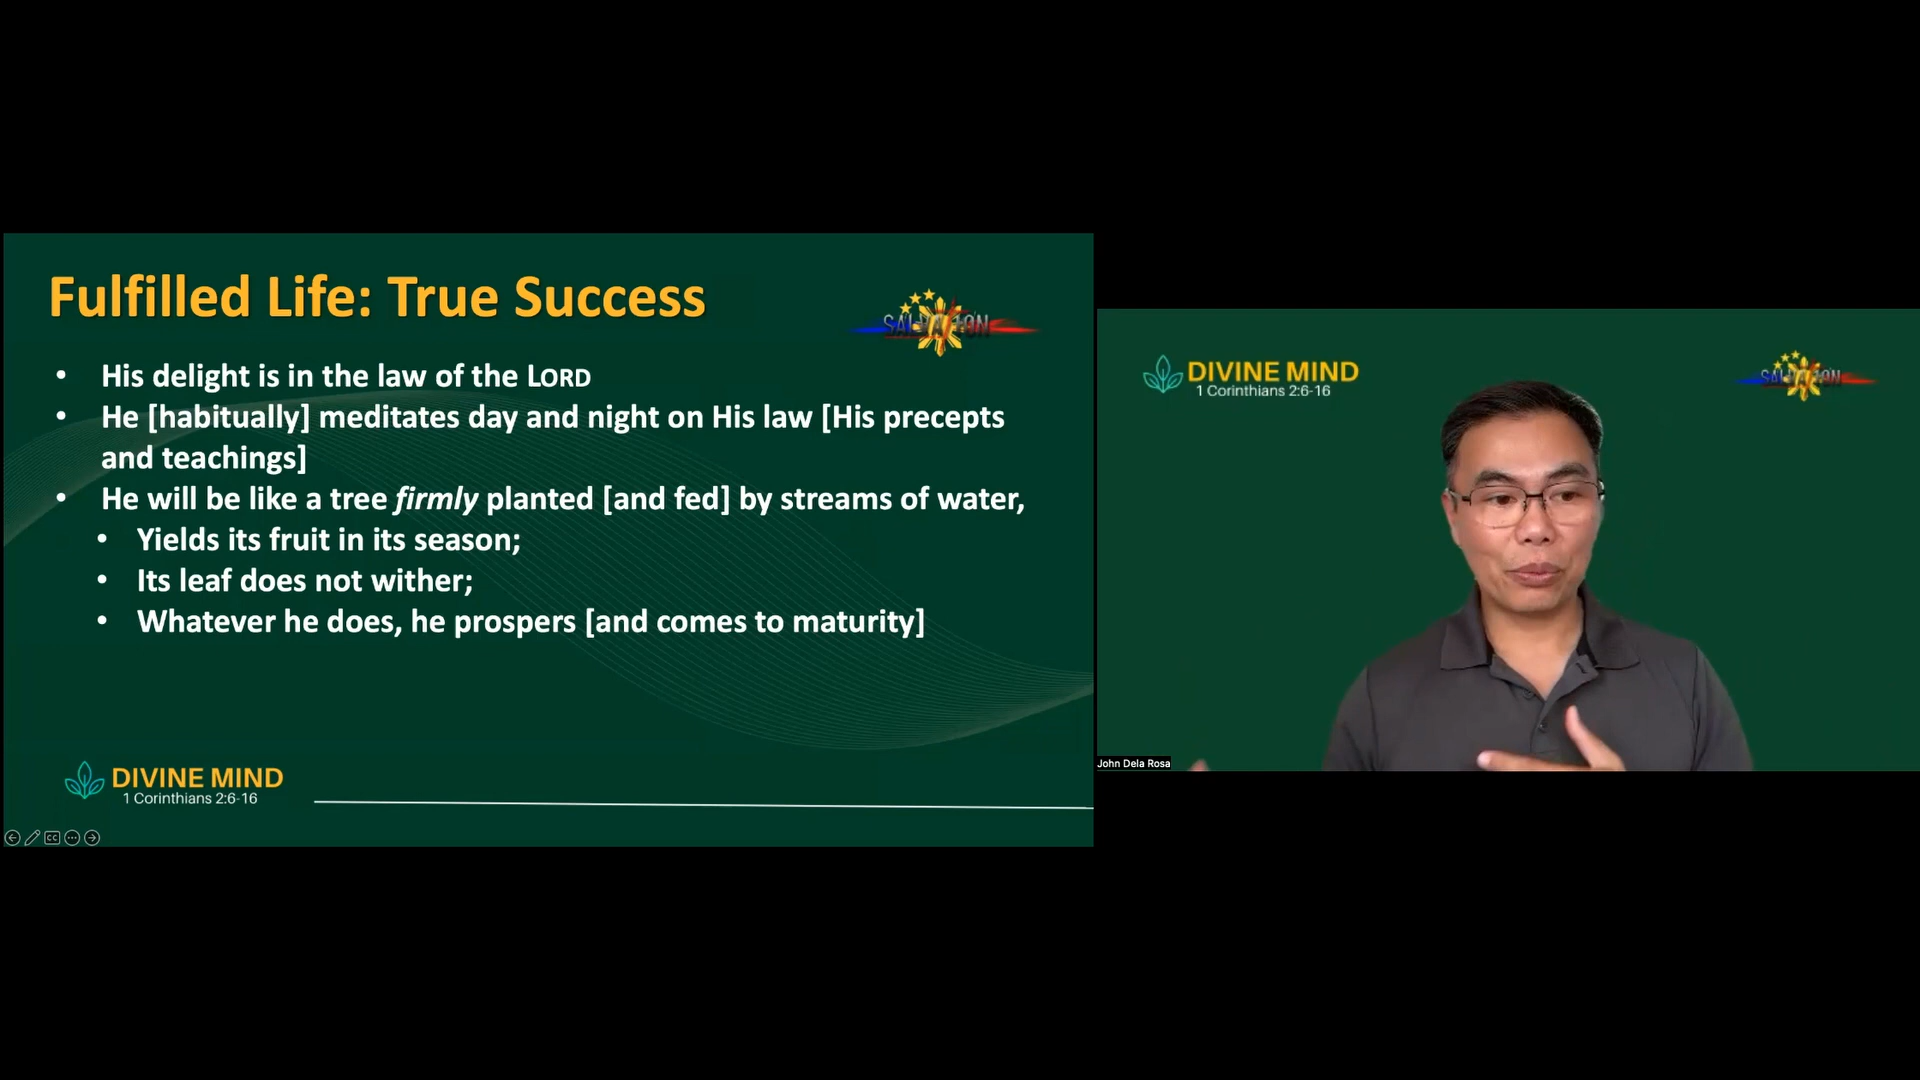 Fulfilled Life: True Success
SALVATION
• His delight is in the law of the LORD
• He [habitually] meditates day and night on His law [His precepts
and teachings]
• He will be like a tree firmly planted [and fed] by streams of water,
• Yields its fruit in its season;
• Its leaf does not wither;
• Whatever he does, he prospers [and comes to maturity]
DIVINE MIND
1 Corinthians 2:6-16
CC
DIVINE MIND
1 Corinthians 2:6-16
SALVATION
John Dela Rosa